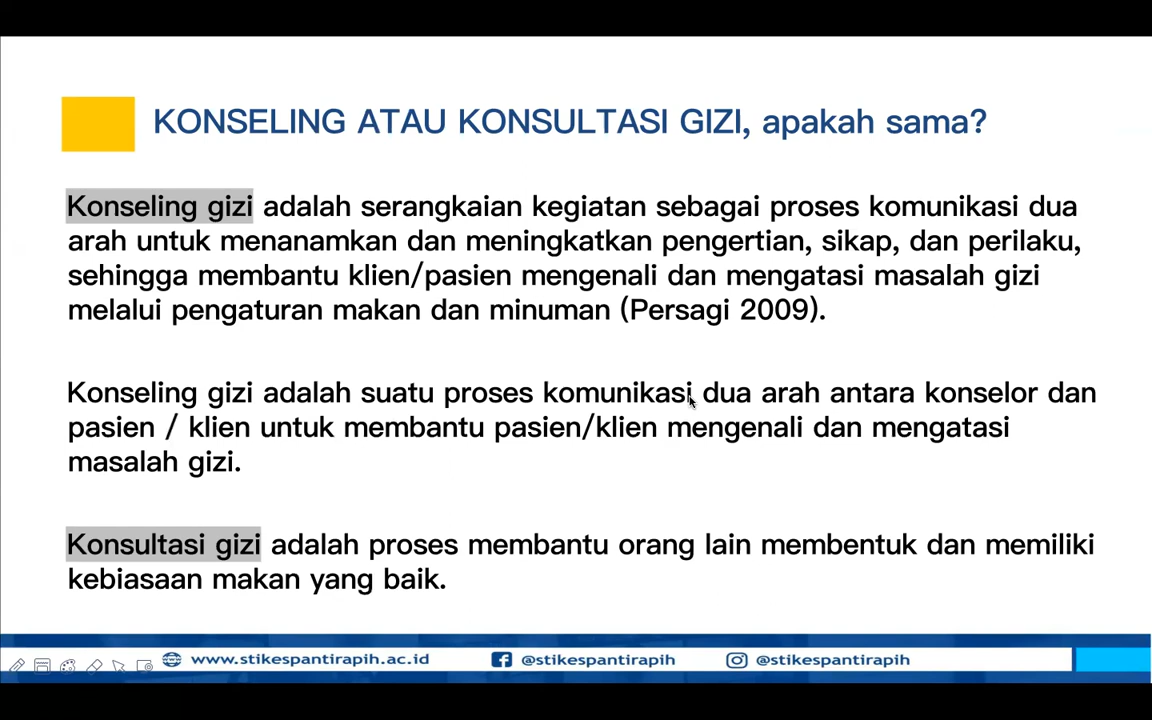 KONSELING ATAU KONSULTASI GIZI, apakah sama?
Konseling gizi adalah serangkaian kegiatan sebagai proses komunikasi dua
arah untuk menanamkan dan meningkatkan pengertian, sikap, dan perilaku,
sehingga membantu klien/pasien mengenali dan mengatasi masalah gizi
melalui pengaturan makan dan minuman (Persagi 2009).
Konseling gizi adalah suatu proses komunikasi dua arah antara konselor dan
pasien / klien untuk membantu pasien/klien mengenali dan mengatasi
masalah gizi.
Konsultasi gizi adalah proses membantu orang lain membentuk dan memiliki
kebiasaan makan yang baik.
www.stikespantirapih.ac.id @stikespantirapih @stikespantirapih